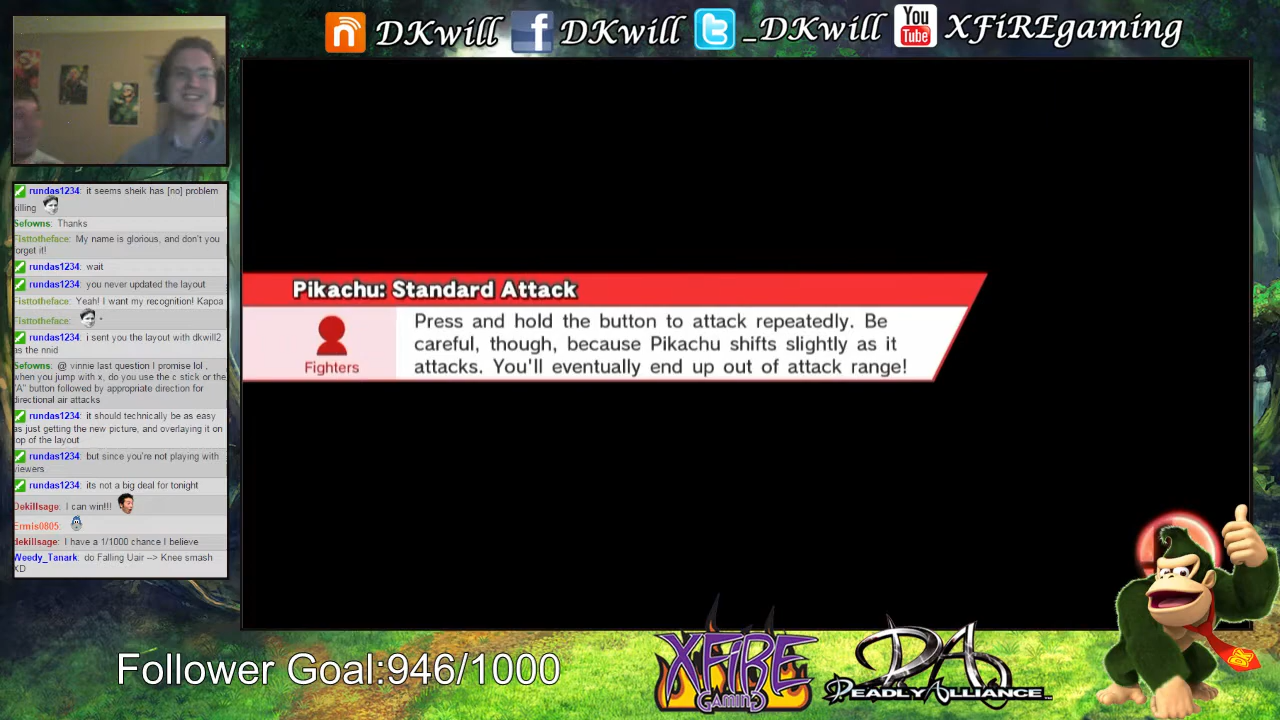 DKwill DKwill _DKwill You Tube XFiREgaming
rundas1234: it seems sheik has [no] problem
killing
Sefowns: Thanks
Fisttotheface: My name is glorious, and don't you
forget it!
rundas1234: wait
rundas1234: you never updated the layout
Fisttotheface: Yeah! I want my recognition! Kapoa
Fisttotheface: *
rundas1234: i sent you the layout with dkwill2
as the nnid
Sefowns: @ vinnie last question I promise lol ,
when you jump with x, do you use the c stick or the
"A" button followed by appropriate direction for
directional air attacks
rundas1234: it should technically be as easy
as just getting the new picture, and overlaying it on
top of the layout
rundas1234: but since you're not playing with
viewers
rundas1234: its not a big deal for tonight
Dekillsage: I can win!!!
Ermis0805:
dekillsage: I have a 1/1000 chance I believe
Weedy_Tanark: do Falling Uair --> Knee smash
XD
Pikachu: Standard Attack
Fighters
Press and hold the button to attack repeatedly. Be
careful, though, because Pikachu shifts slightly as it
attacks. You'll eventually end up out of attack range!
Follower Goal:946/1000
XFiRE
GAMING
DA
DEADLYALLIANCE
DK